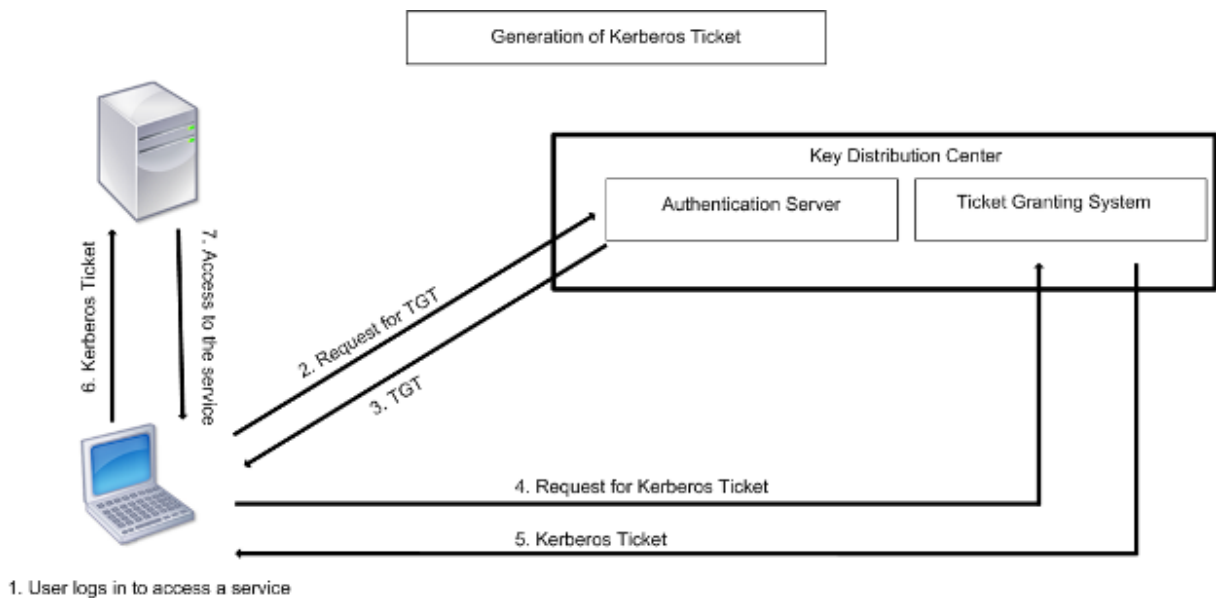 Generation of Kerberos Ticket
Key Distribution Center
Authentication Server
Ticket Granting System
6. Kerberos Ticket
7. Access to the service
2. Request for TGT
3. TGT
4. Request for Kerberos Ticket
5. Kerberos Ticket
1. User logs in to access a service